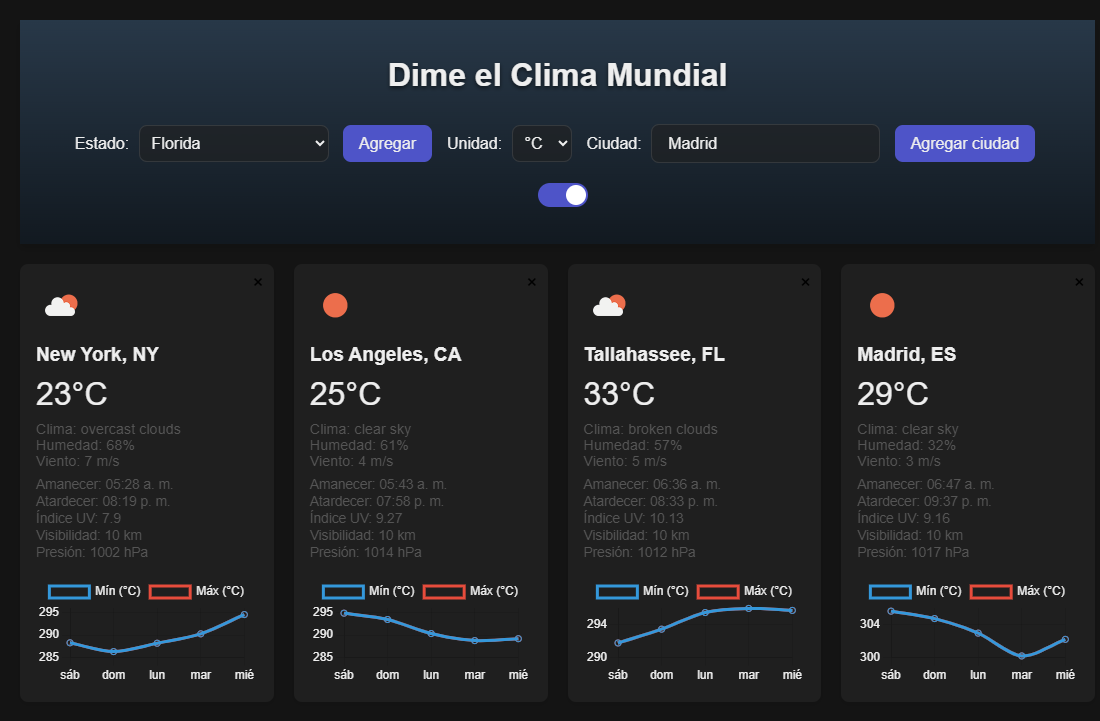 Dime el Clima Mundial
Estado: Florida Agregar Unidad: °C Ciudad: Madrid Agregar ciudad
×
New York, NY
23°C
Clima: overcast clouds
Humedad: 68%
Viento: 7 m/s
Amanecer: 05:28 a. m.
Atardecer: 08:19 p. m.
Índice UV: 7.9
Visibilidad: 10 km
Presión: 1002 hPa
Mín (°C) Máx (°C)
295
290
285
sáb dom lun mar mié
×
Los Angeles, CA
25°C
Clima: clear sky
Humedad: 61%
Viento: 4 m/s
Amanecer: 05:43 a. m.
Atardecer: 07:58 p. m.
Índice UV: 9.27
Visibilidad: 10 km
Presión: 1014 hPa
Mín (°C) Máx (°C)
295
290
285
sáb dom lun mar mié
×
Tallahassee, FL
33°C
Clima: broken clouds
Humedad: 57%
Viento: 5 m/s
Amanecer: 06:36 a. m.
Atardecer: 08:33 p. m.
Índice UV: 10.13
Visibilidad: 10 km
Presión: 1012 hPa
Mín (°C) Máx (°C)
294
290
sáb dom lun mar mié
×
Madrid, ES
29°C
Clima: clear sky
Humedad: 32%
Viento: 3 m/s
Amanecer: 06:47 a. m.
Atardecer: 09:37 p. m.
Índice UV: 9.16
Visibilidad: 10 km
Presión: 1017 hPa
Mín (°C) Máx (°C)
304
300
sáb dom lun mar mié